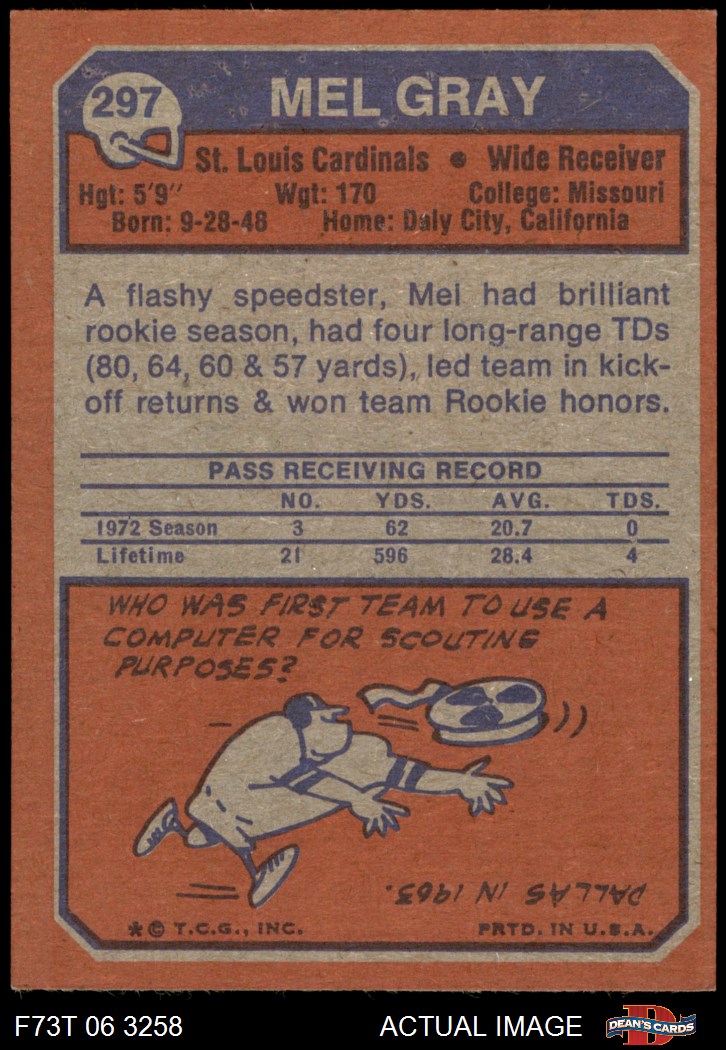 297
MEL GRAY
St. Louis Cardinals • Wide Receiver
Hgt: 5'9" Wgt: 170 College: Missouri
Born: 9-28-48 Home: Daly City, California
A flashy speedster, Mel had brilliant
rookie season, had four long-range TDs
(80, 64, 60 & 57 yards), led team in kick-
off returns & won team Rookie honors.
PASS RECEIVING RECORD
NO. YDS. AVG. TDS.
1972 Season 3 62 20.7 0
Lifetime 21 596 28.4 4
WHO WAS FIRST TEAM TO USE A
COMPUTER FOR SCOUTING
PURPOSES?
DALLAS IN 1963.
* © T.C.G., INC. PRTD. IN U.S.A.
F73T 06 3258 ACTUAL IMAGE D DEAN'S CARDS